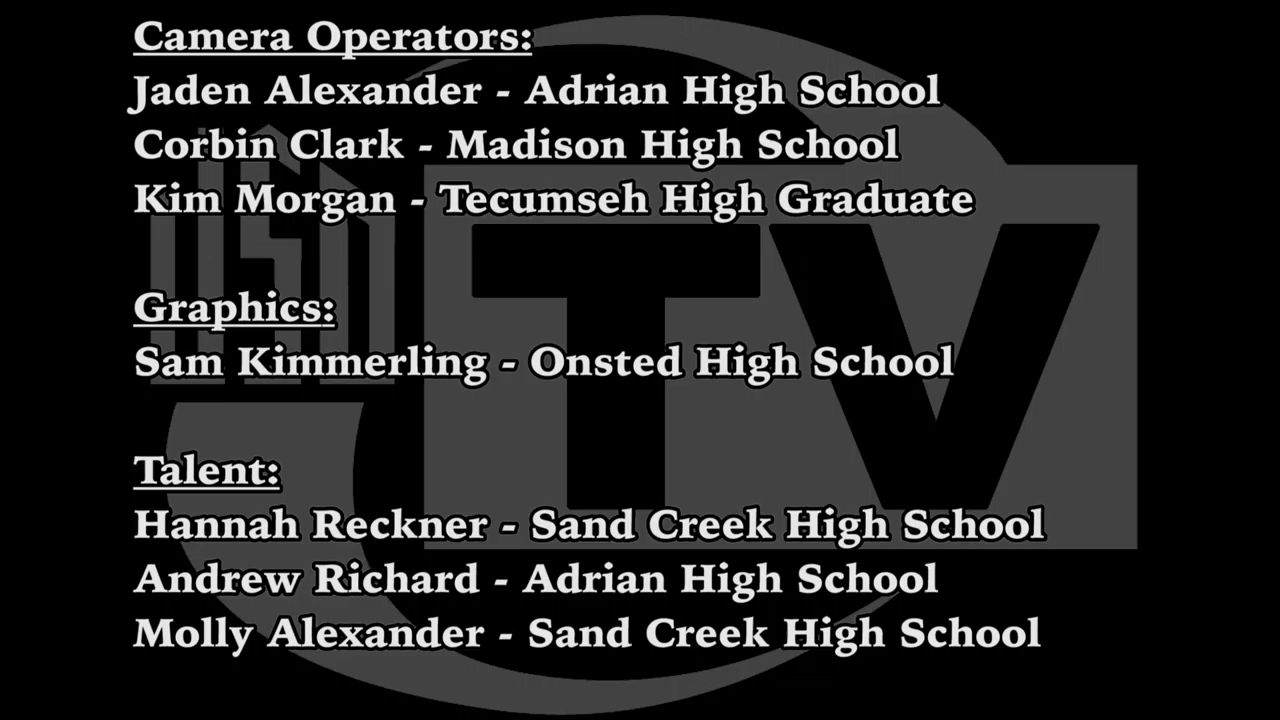 Camera Operators:
Jaden Alexander - Adrian High School
Corbin Clark - Madison High School
Kim Morgan - Tecumseh High Graduate
Graphics:
Sam Kimmerling - Onsted High School
Talent:
Hannah Reckner - Sand Creek High School
Andrew Richard - Adrian High School
Molly Alexander - Sand Creek High School
TV